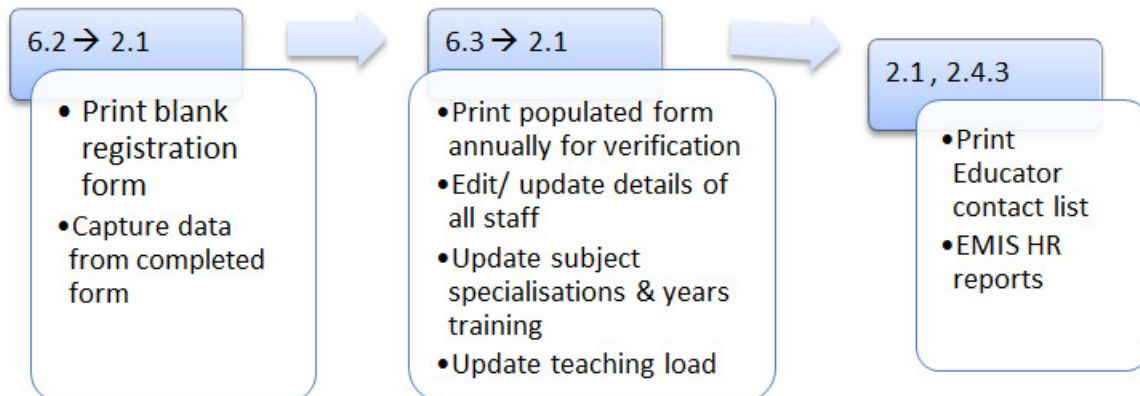 6.2 → 2.1
• Print blank
registration
form
•Capture data
from completed
form
6.3 → 2.1
•Print populated form
annually for verification
•Edit/ update details of
all staff
•Update subject
specialisations & years
training
•Update teaching load
2.1 , 2.4.3
•Print
Educator
contact list
•EMIS HR
reports